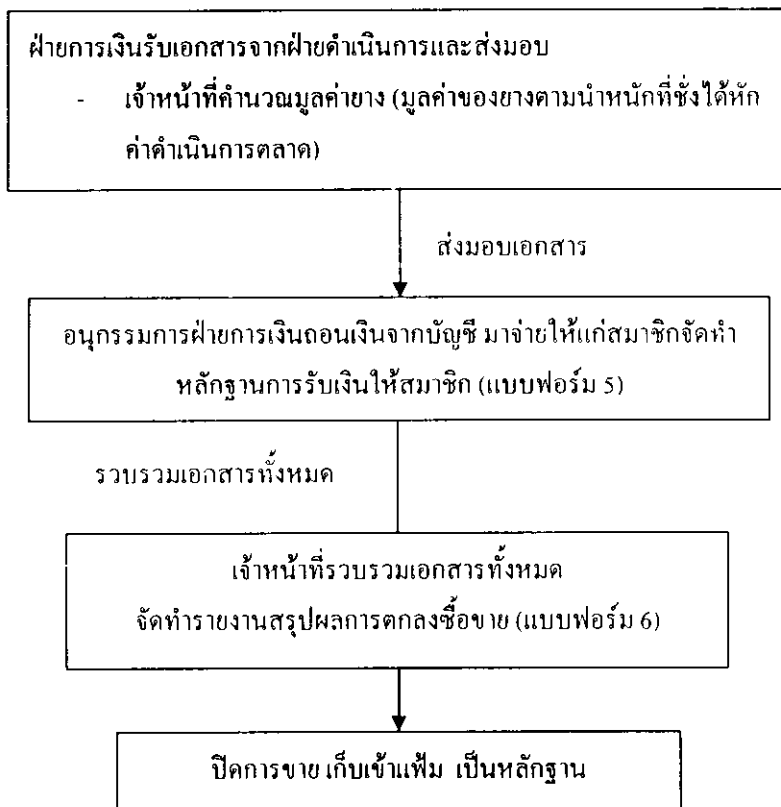 ฝ่ายการเงินรับเอกสารจากฝ่ายดำเนินการและส่งมอบ
- เจ้าหน้าที่คำนวณมูลค่ายาง (มูลค่าของยางตามน้ำหนักที่ชั่งได้หัก
ค่าดำเนินการตลาด)
ส่งมอบเอกสาร
อนุกรรมการฝ่ายการเงินถอนเงินจากบัญชี มาจ่ายให้แก่สมาชิกจัดทำ
หลักฐานการรับเงินให้สมาชิก (แบบฟอร์ม 5)
รวบรวมเอกสารทั้งหมด
เจ้าหน้าที่รวบรวมเอกสารทั้งหมด
จัดทำรายงานสรุปผลการตกลงซื้อขาย (แบบฟอร์ม 6)
ปิดการขาย เก็บเข้าแฟ้ม เป็นหลักฐาน